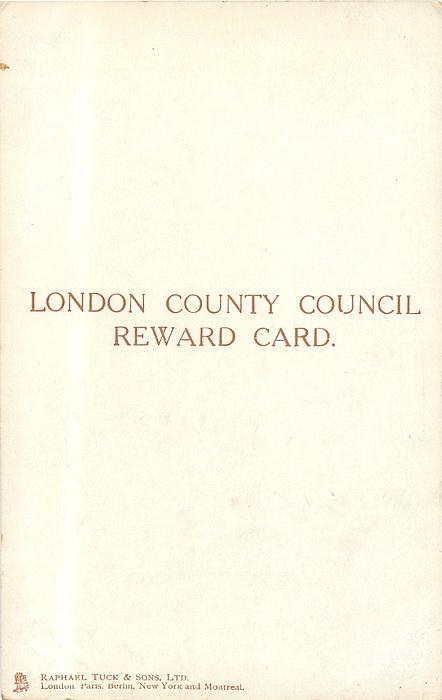 LONDON COUNTY COUNCIL
REWARD CARD.
RAPHAEL TUCK & SONS, LTD.
London. Paris. Berlin. New York and Montreal.